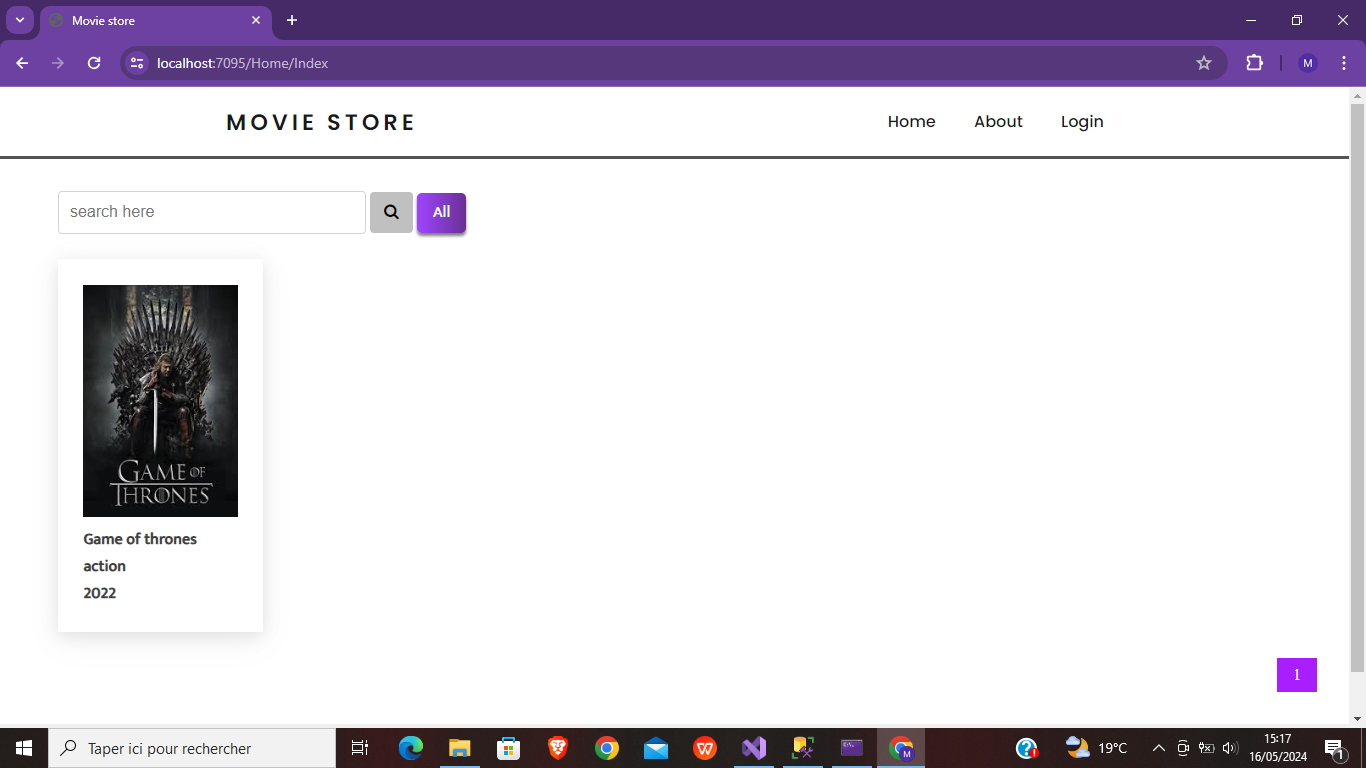 Movie store
localhost:7095/Home/Index
M
MOVIE STORE
Home About Login
search here
All
GAME OF
THRONES
Game of thrones
action
2022
1
Taper ici pour rechercher
W
M
19°C
15:17
16/05/2024
1